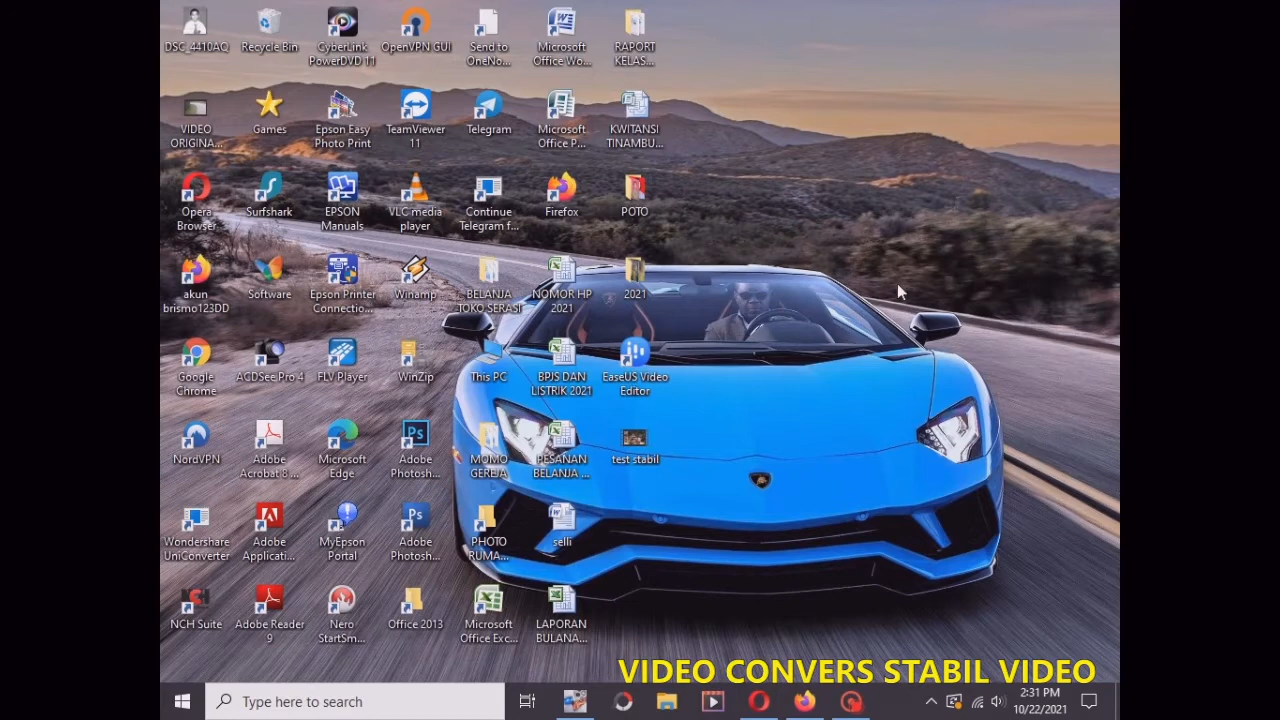 DSC_4410AQ
Recycle Bin
CyberLink
PowerDVD 11
OpenVPN GUI
Send to
OneNo...
Microsoft
Office Wo...
RAPORT
KELAS...
VIDEO
ORIGINA...
Games
Epson Easy
Photo Print
TeamViewer
11
Telegram
Microsoft
Office P...
KWITANSI
TINAMBU...
Opera
Browser
Surfshark
EPSON
Manuals
VLC media
player
Continue
Telegram f...
Firefox
POTO
akun
brismo123DD
Software
Epson Printer
Connectio...
Winamp
BELANJA
TOKO SERASI
NOMOR HP
2021
2021
Google
Chrome
ACDSee Pro 4
FLV Player
WinZip
This PC
BPJS DAN
LISTRIK 2021
EaseUS Video
Editor
NordVPN
Adobe
Acrobat 8 ...
Microsoft
Edge
Adobe
Photosh...
MOMO
GEREJA
PESANAN
BELANJA ...
test stabil
Wondershare
UniConverter
Adobe
Applicati...
MyEpson
Portal
Adobe
Photosh...
PHOTO
RUMA...
selli
NCH Suite
Adobe Reader
9
Nero
StartSm...
Office 2013
Microsoft
Office Exc...
LAPORAN
BULANA...
VIDEO CONVERS STABIL VIDEO
Type here to search
2:31 PM
10/22/2021